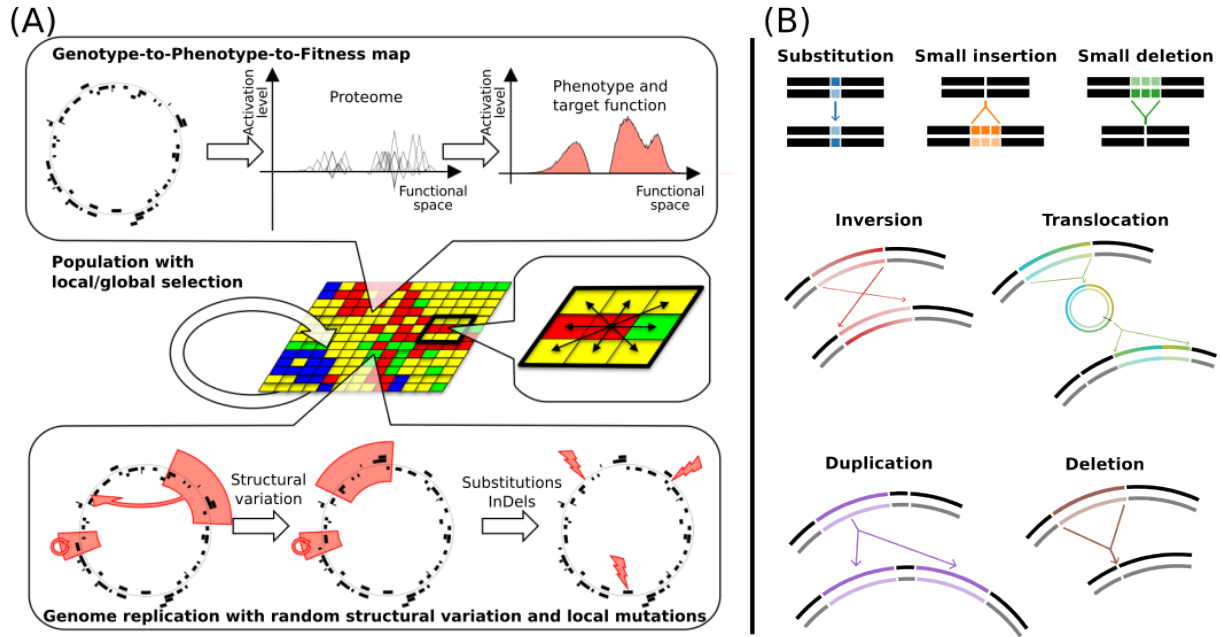 (A)
Genotype-to-Phenotype-to-Fitness map
Activation
level
Proteome
Functional
space
Activation
level
Phenotype and
target function
Functional
space
Population with
local/global selection
Structural
variation
Substitutions
InDels
Genome replication with random structural variation and local mutations
(B)
Substitution
Small insertion
Small deletion
Inversion
Translocation
Duplication
Deletion